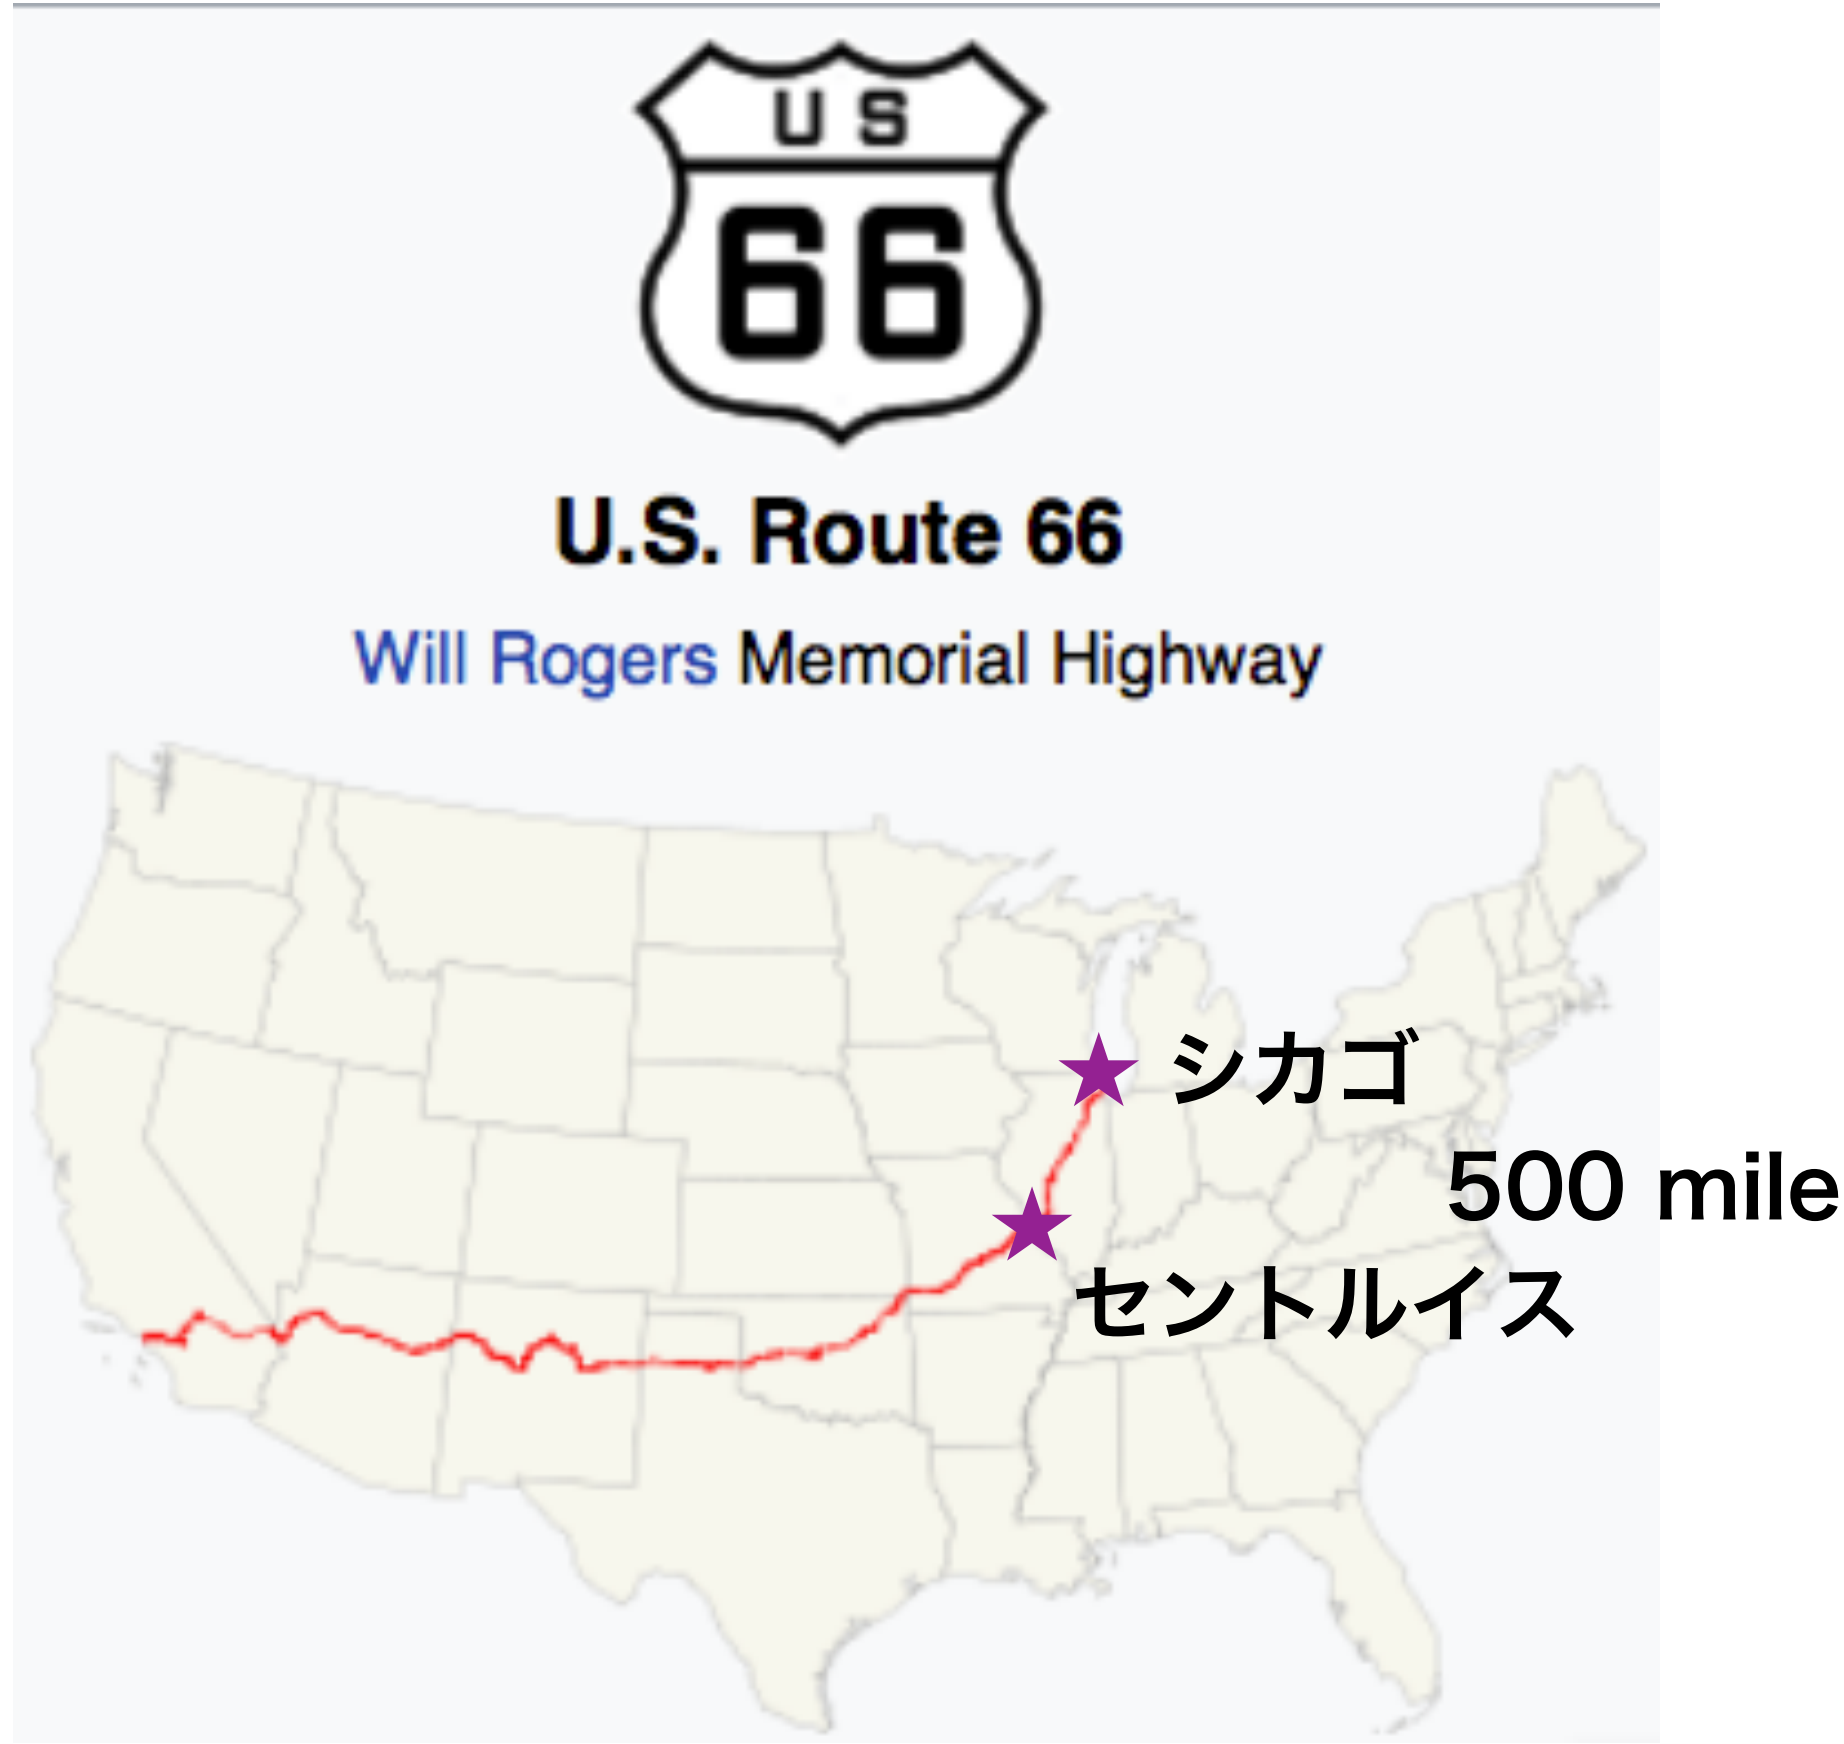 US
66
U.S. Route 66
Will Rogers Memorial Highway
シカゴ
500 mile
セントルイス